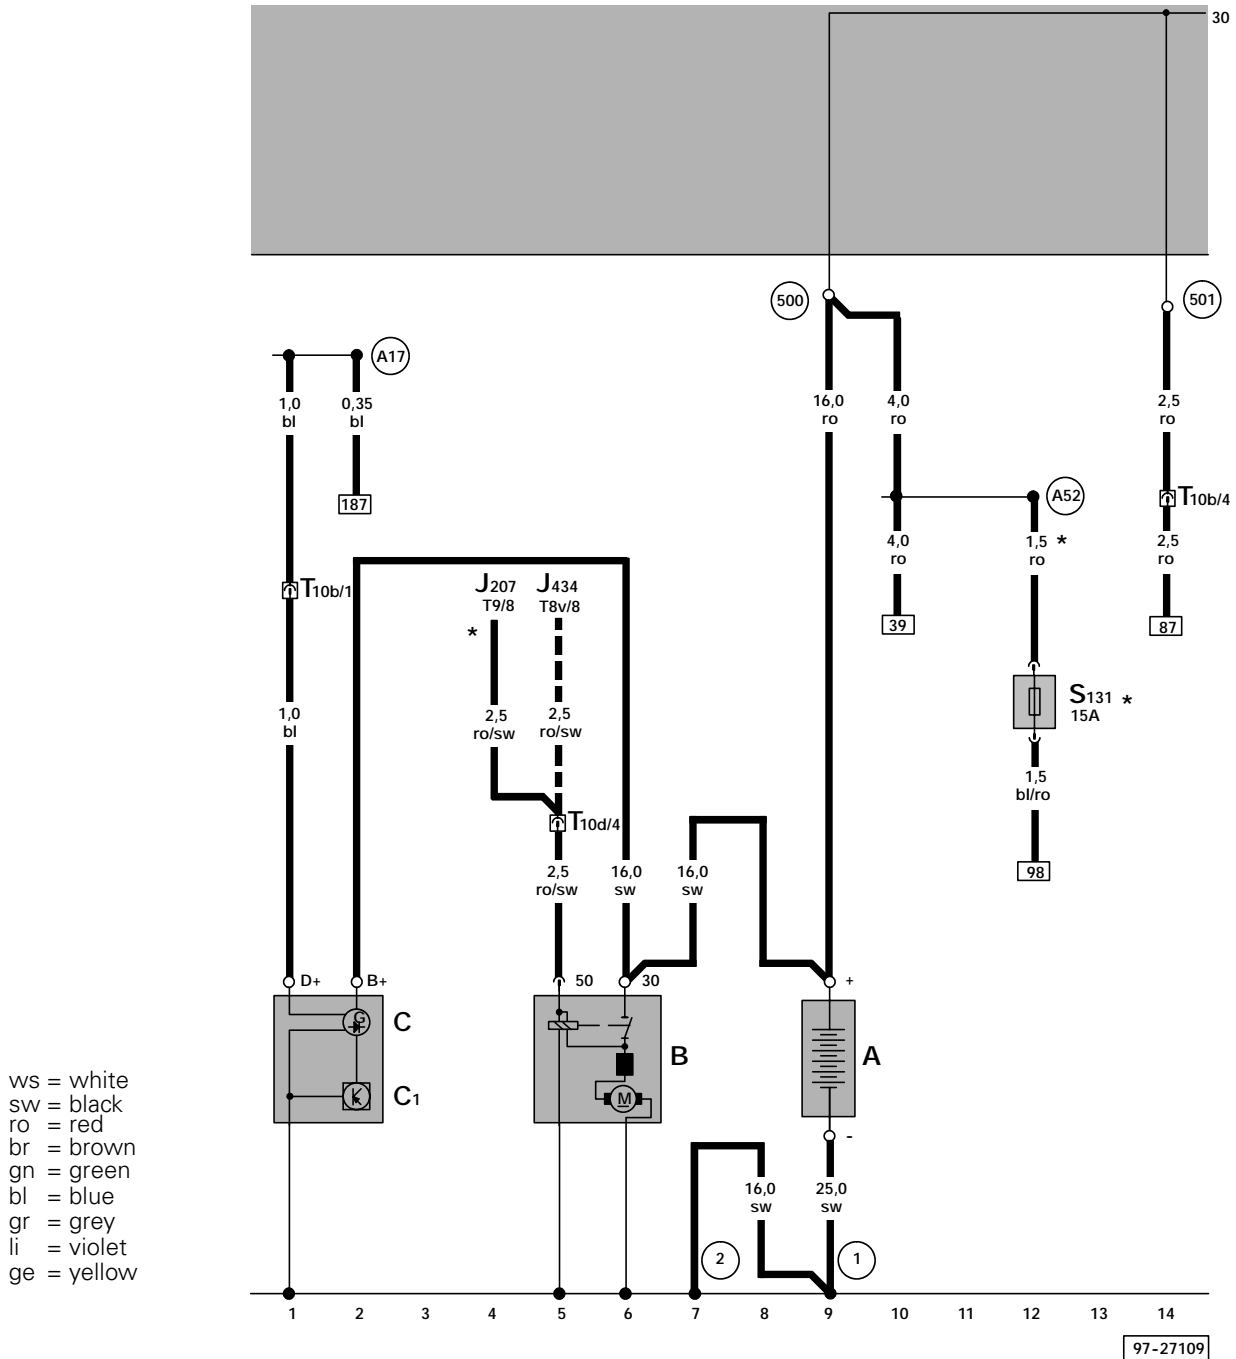 30
500
501
A17
1,0
bl
0,35
bl
16,0
ro
4,0
ro
2,5
ro
187
A52
T10b/4
4,0
ro
1,5 *
ro
2,5
ro
T10b/1
J207
T9/8
*
J434
T8v/8
39
87
S131 *
15A
1,0
bl
2,5
ro/sw
2,5
ro/sw
1,5
bl/ro
T10d/4
98
2,5
ro/sw
16,0
sw
16,0
sw
D+
B+
50
30
+
G
C
B
A
C1
M
-
ws = white
sw = black
ro = red
br = brown
gn = green
bl = blue
gr = grey
li = violet
ge = yellow
16,0
sw
25,0
sw
2
1
1 2 3 4 5 6 7 8 9 10 11 12 13 14
97-27109